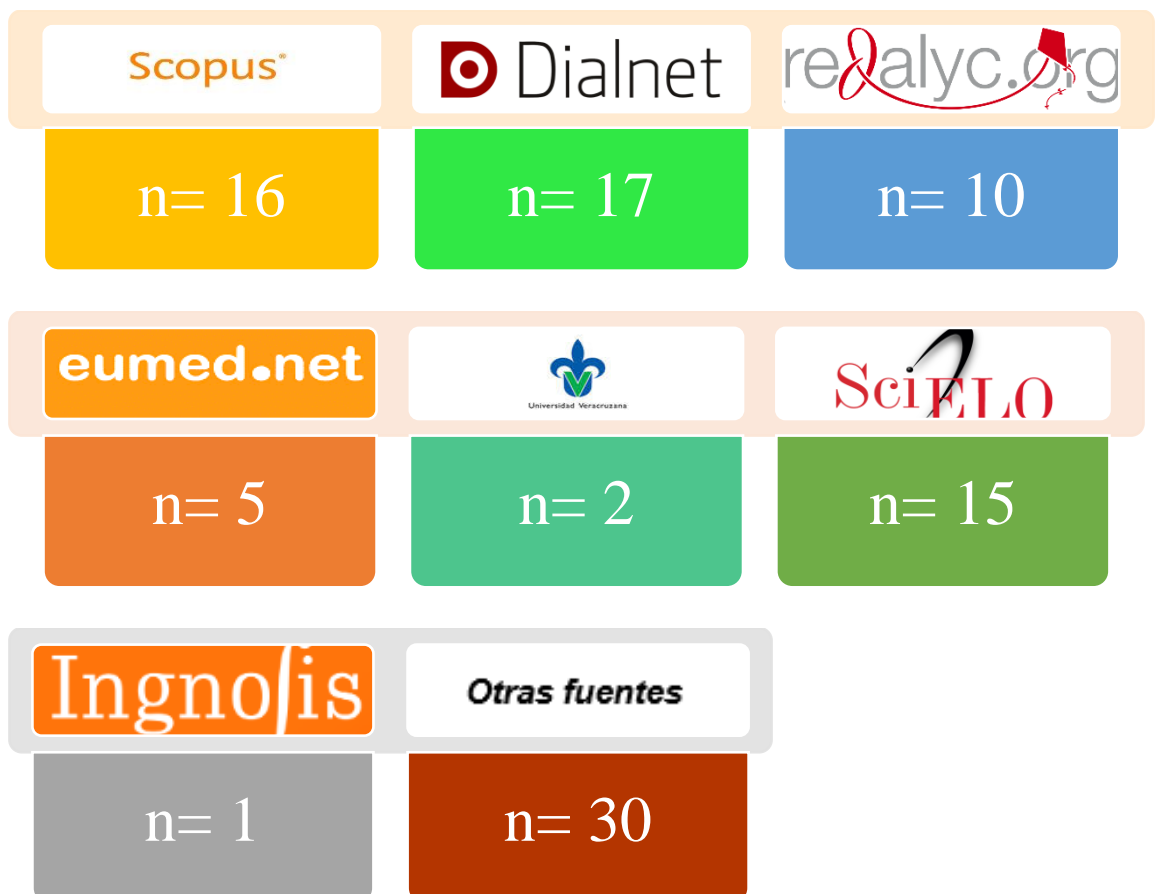 Scopus®
Dialnet
redalyc.org
n= 16
n= 17
n= 10
eumed.net
Universidad Veracruzana
SciELO
n= 5
n= 2
n= 15
Ingnosis
Otras fuentes
n= 1
n= 30